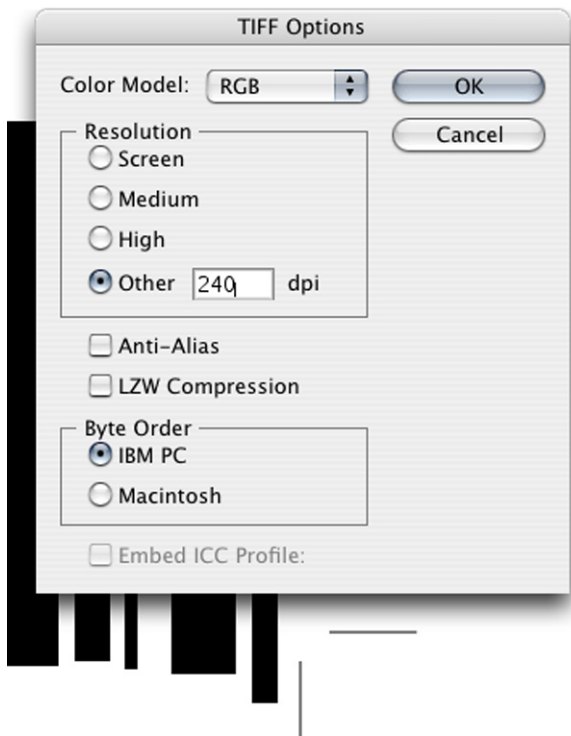 TIFF Options
Color Model: RGB
OK
Resolution
Cancel
Screen
Medium
High
Other 240 dpi
Anti-Alias
LZW Compression
Byte Order
IBM PC
Macintosh
Embed ICC Profile: